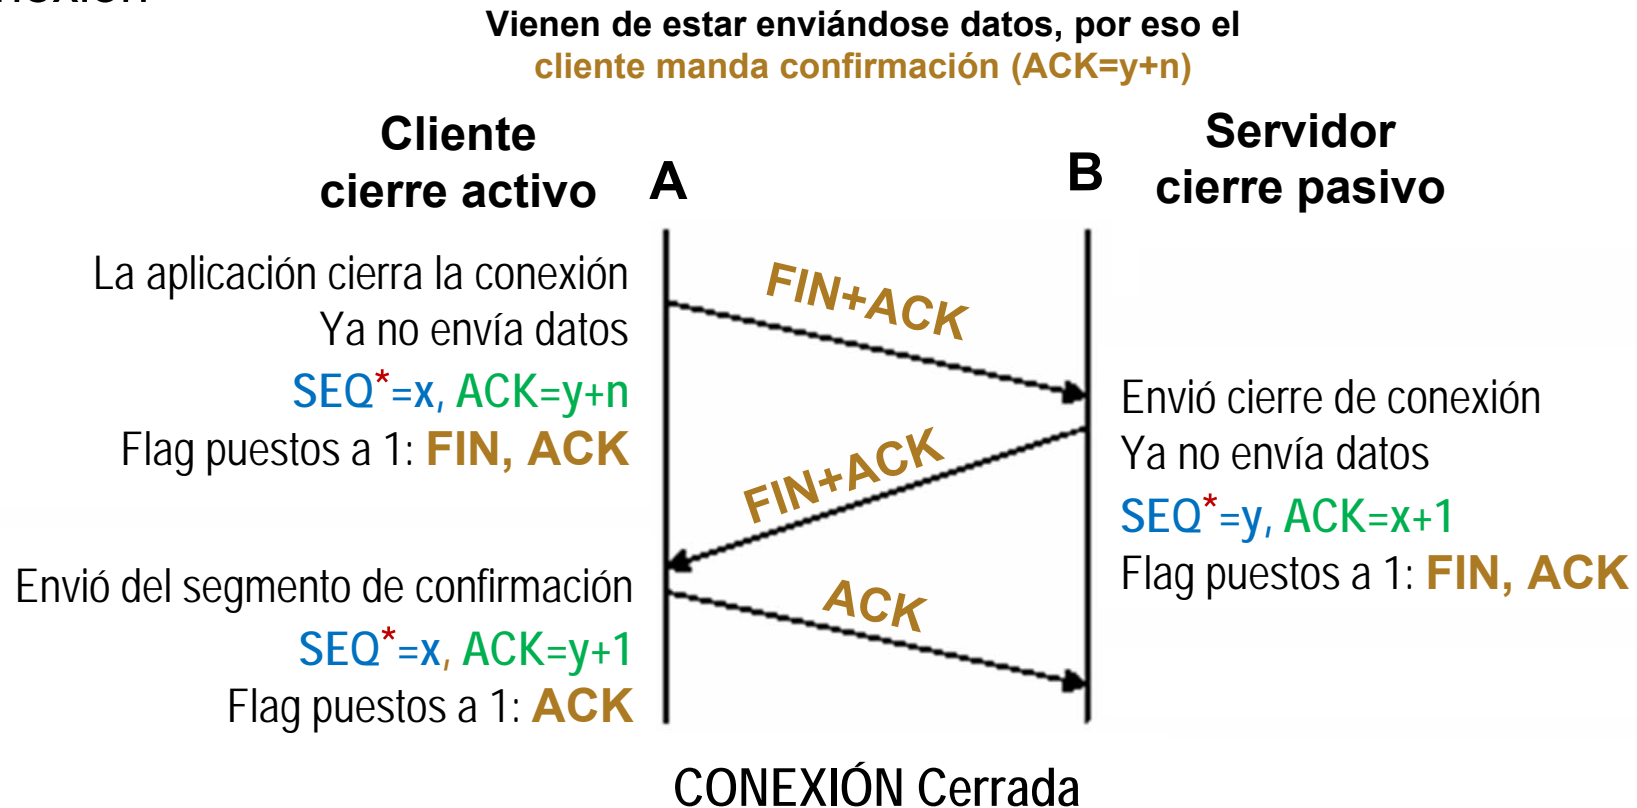 Vienen de estar enviándose datos, por eso el
cliente manda confirmación (ACK=y+n)
Cliente
cierre activo
A
B
Servidor
cierre pasivo
La aplicación cierra la conexión
Ya no envía datos
SEQ*=x, ACK=y+n
Flag puestos a 1: FIN, ACK
FIN+ACK
Envió cierre de conexión
Ya no envía datos
SEQ*=y, ACK=x+1
Flag puestos a 1: FIN, ACK
FIN+ACK
Envió del segmento de confirmación
SEQ*=x, ACK=y+1
Flag puestos a 1: ACK
ACK
CONEXIÓN Cerrada